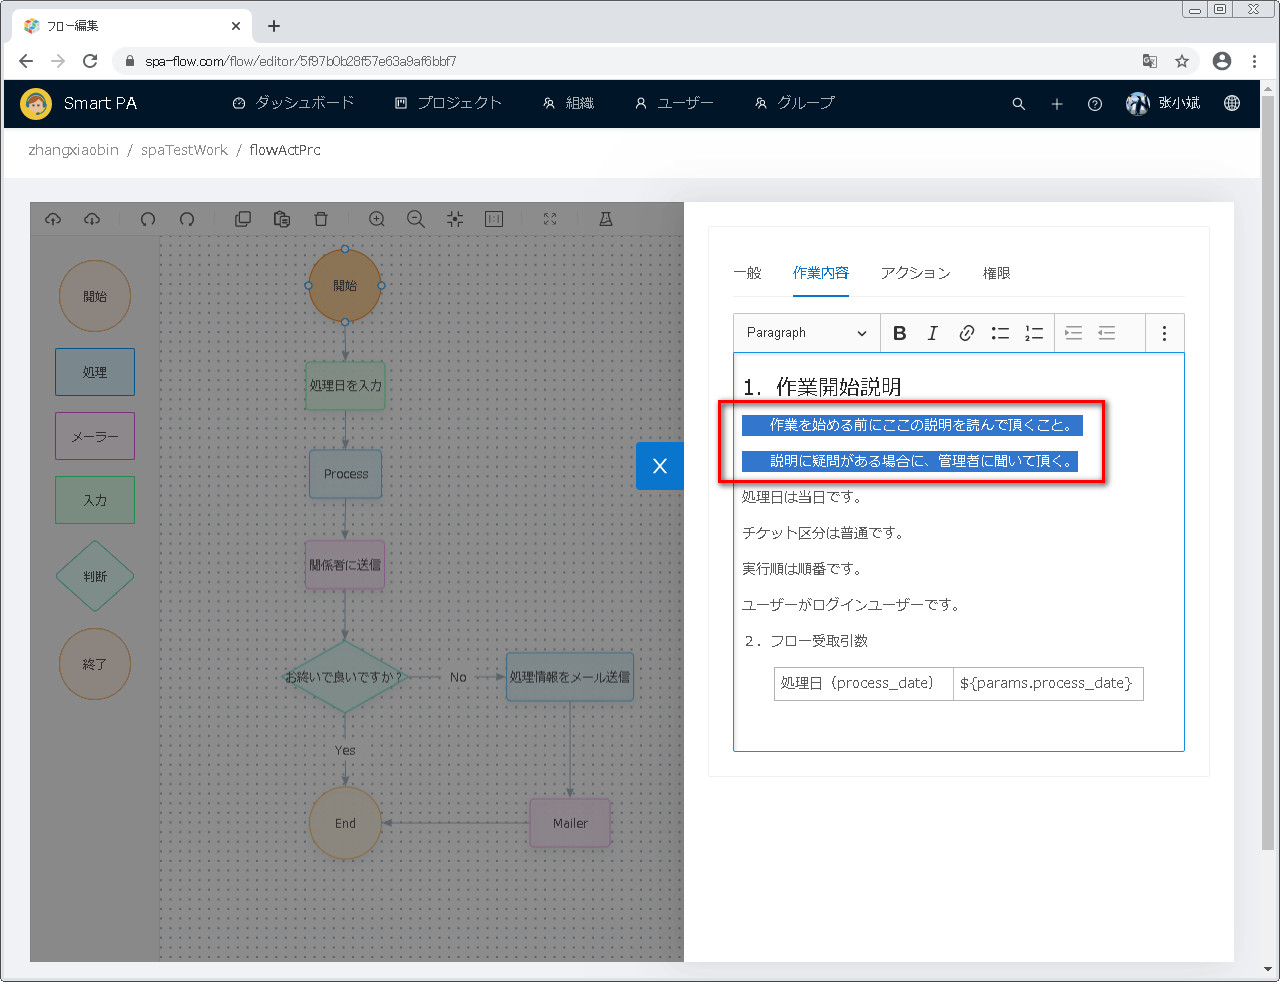 フロー編集
spa-flow.com/flow/editor/5f97b0b28f57e63a9af6bbf7
Smart PA
ダッシュボード
プロジェクト
組織
ユーザー
グループ
张小斌
zhangxiaobin / spaTestWork / flowActPrc
1:1
開始
処理
メーラー
入力
判断
終了
開始
処理日を入力
Process
関係者に送信
お終いで良いですか?
No
処理情報をメール送信
Yes
End
Mailer
一般
作業内容
アクション
権限
Paragraph
B I
1. 作業開始説明
作業を始める前にここの説明を読んで頂くこと。
説明に疑問がある場合に、管理者に聞いて頂く。
処理日は当日です。
チケット区分は普通です。
実行順は順番です。
ユーザーがログインユーザーです。
2. フロー受取引数
処理日（process_date） ${params.process_date}